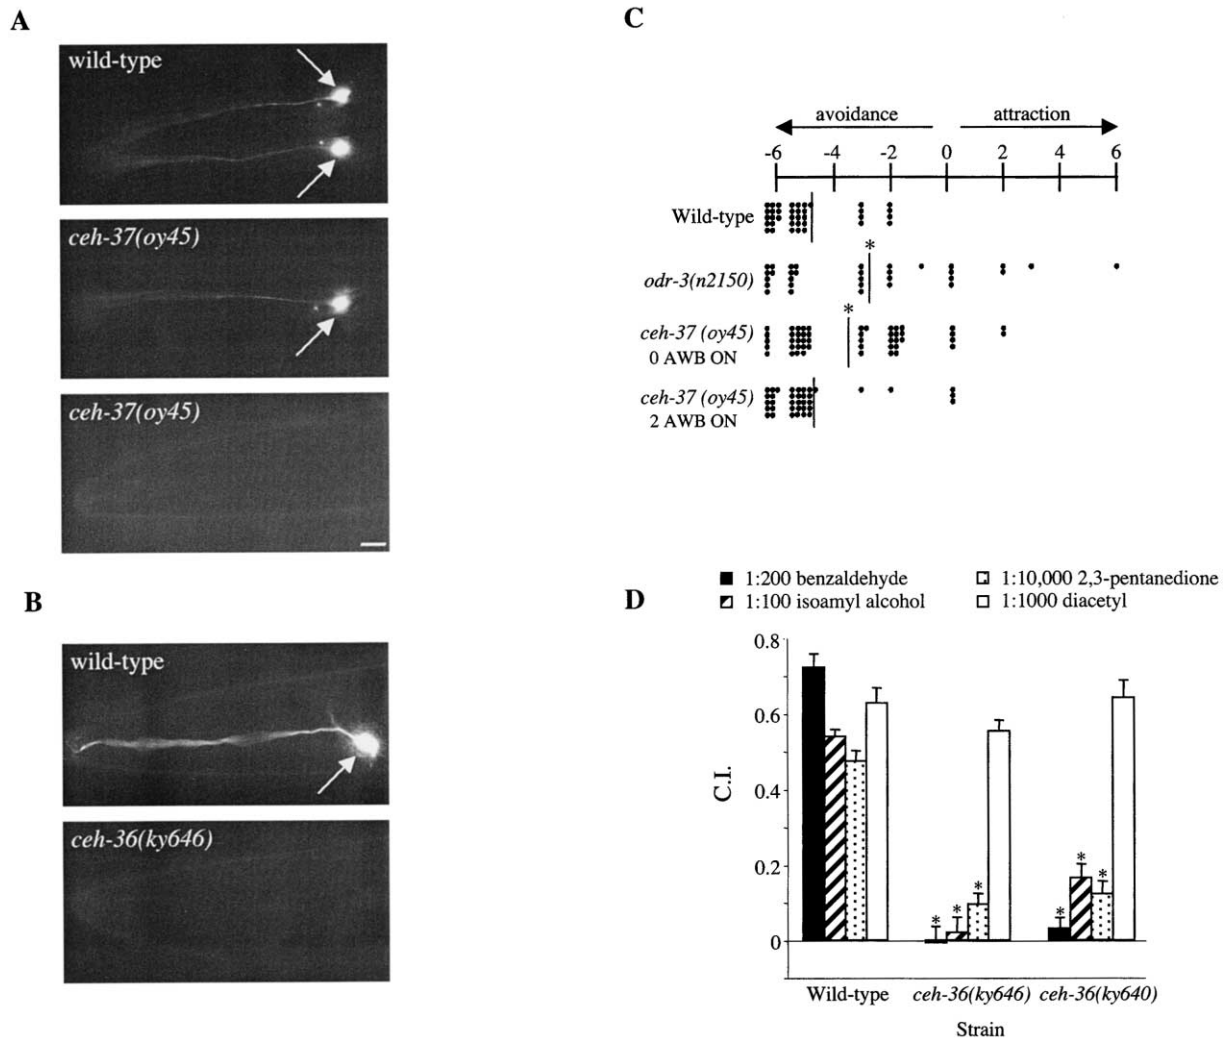 A
wild-type
ceh-37(oy45)
ceh-37(oy45)
B
wild-type
ceh-36(ky646)
C
avoidance attraction
-6 -4 -2 0 2 4 6
Wild-type
*
odr-3(n2150)
*
ceh-37 (oy45)
0 AWB ON
ceh-37 (oy45)
2 AWB ON
D
1:200 benzaldehyde 1:10,000 2,3-pentanedione
1:100 isoamyl alcohol 1:1000 diacetyl
0.8
0.6
0.4
0.2
0
C.I.
* * * * * *
Wild-type ceh-36(ky646) ceh-36(ky640)
Strain